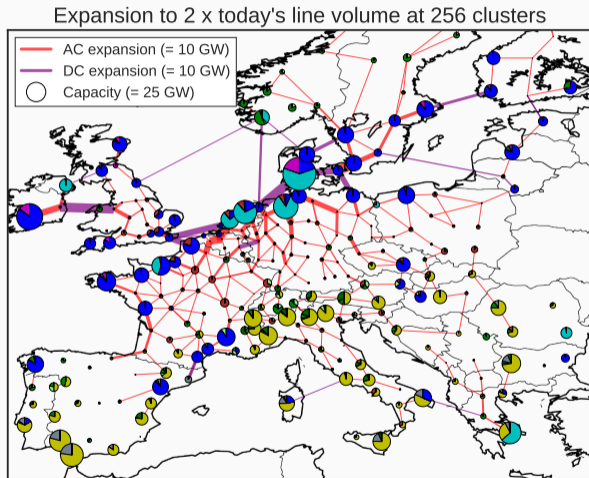 Expansion to 2 x today's line volume at 256 clusters
AC expansion (= 10 GW)
DC expansion (= 10 GW)
Capacity (= 25 GW)